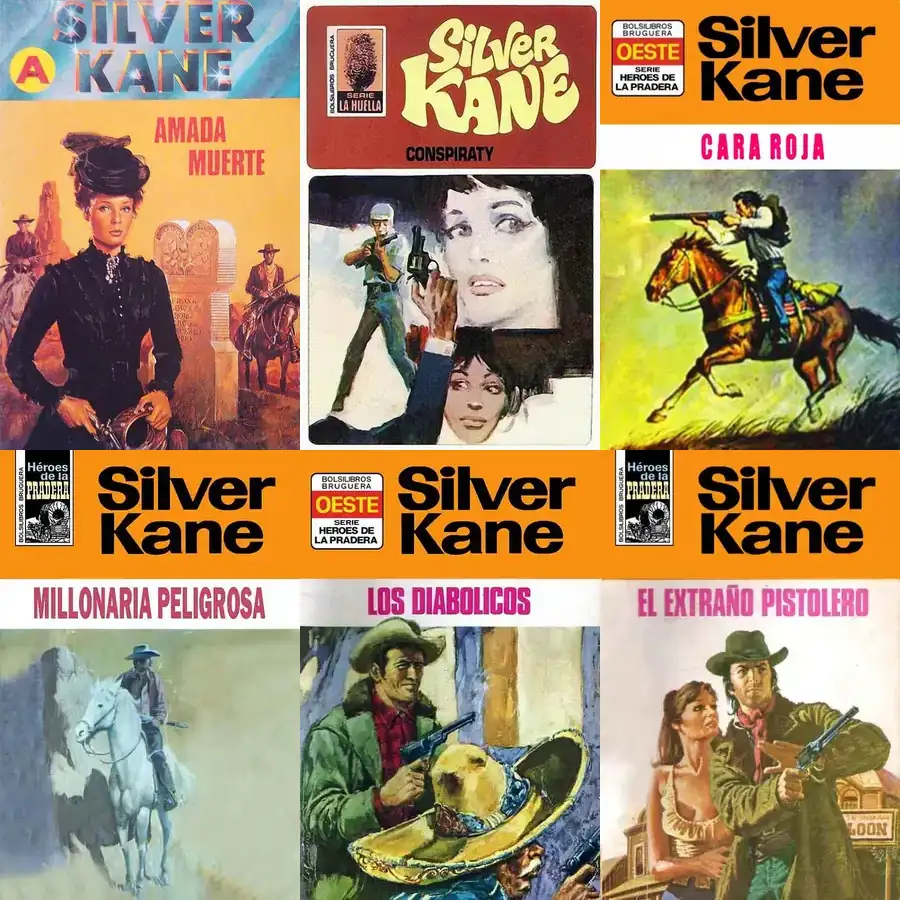 SILVER
KANE
A
AMADA
MUERTE
BOLSILIBROS BRUGUERA
SERIE
LA HUELLA
SILVER
KANE
CONSPIRATY
BOLSILIBROS
BRUGUERA
OESTE
SERIE
HEROES DE
LA PRADERA
Silver
Kane
CARA ROJA
BOLSILIBROS BRUGUERA
Héroes
de la
PRADERA
Silver
Kane
MILLONARIA PELIGROSA
BOLSILIBROS
BRUGUERA
OESTE
SERIE
HEROES DE
LA PRADERA
Silver
Kane
LOS DIABOLICOS
BOLSILIBROS BRUGUERA
Héroes
de la
PRADERA
Silver
Kane
EL EXTRAÑO PISTOLERO
LOON